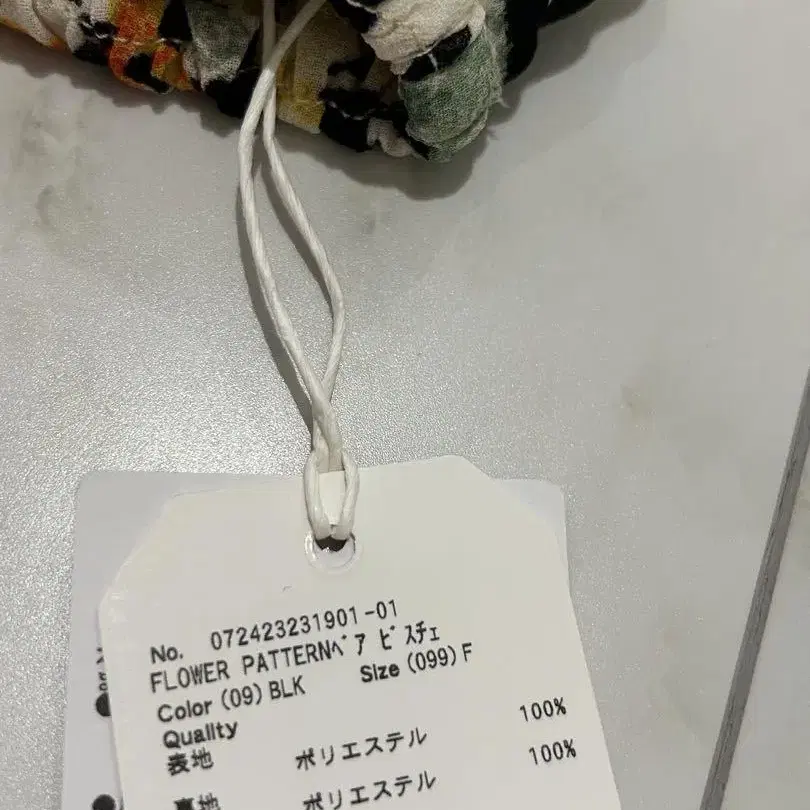 No. 072423231901-01
FLOWER PATTERNﾍﾞｱ ﾋﾞｽﾁｪ
Color (09) BLK Size (099) F
Quality
表地 ポリエステル 100%
裏地 ポリエステル 100%